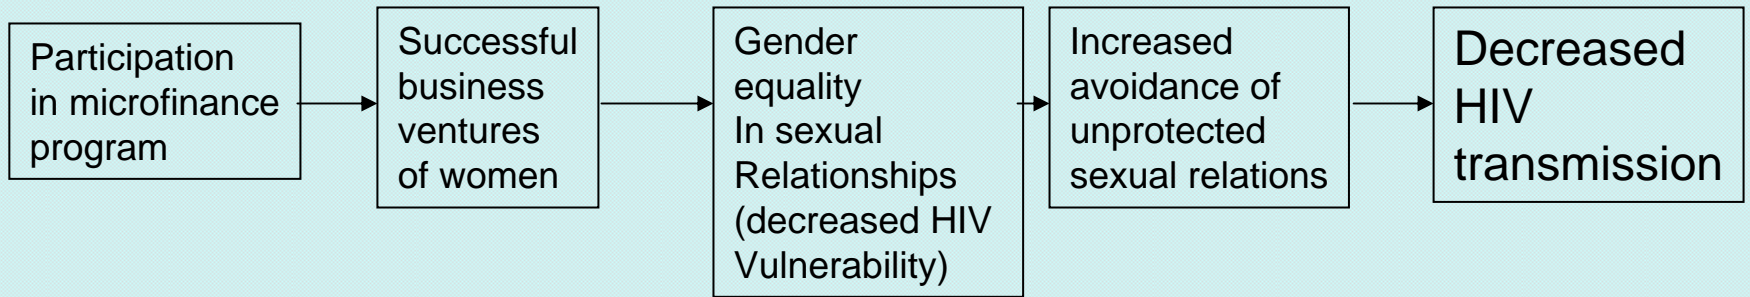 Participation
in microfinance
program
Successful
business
ventures
of women
Gender
equality
In sexual
Relationships
(decreased HIV
Vulnerability)
Increased
avoidance of
unprotected
sexual relations
Decreased
HIV
transmission